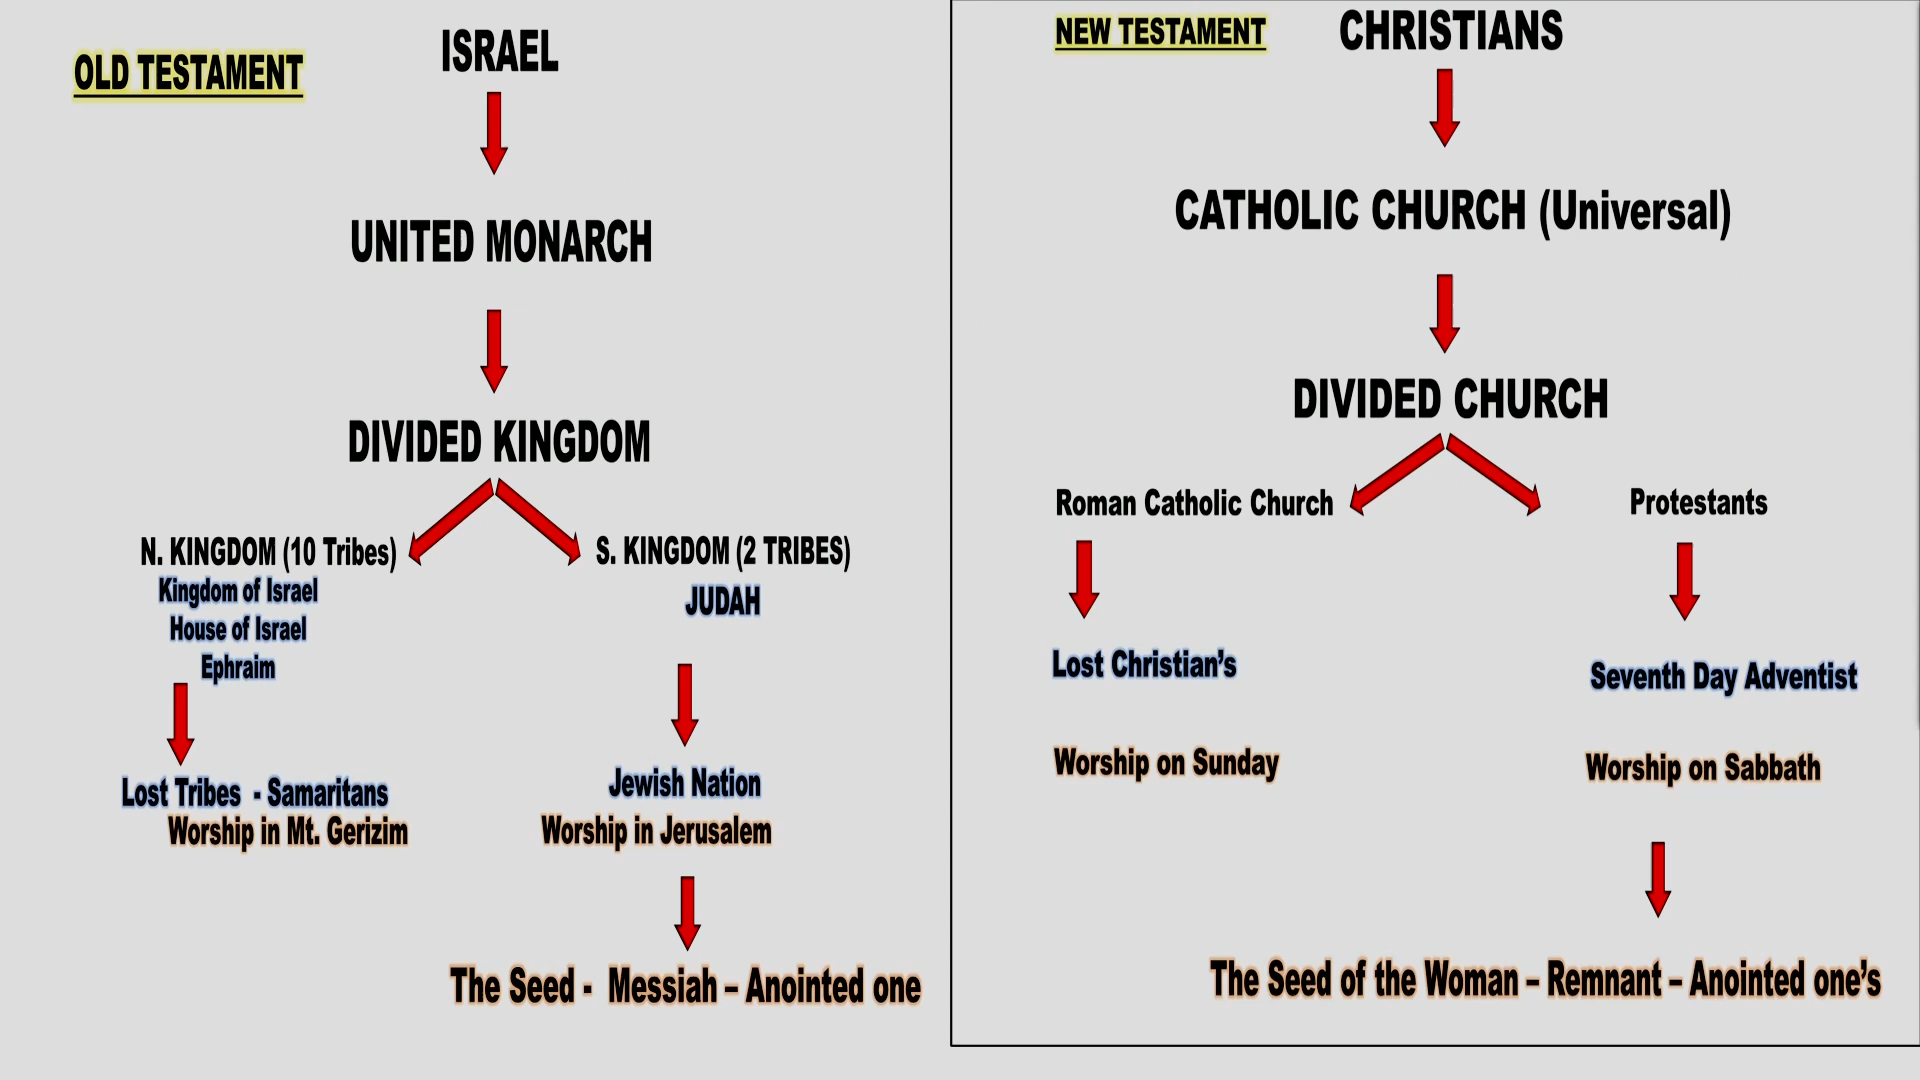 OLD TESTAMENT
ISRAEL
UNITED MONARCH
DIVIDED KINGDOM
N. KINGDOM (10 Tribes)
Kingdom of Israel
House of Israel
Ephraim
Lost Tribes - Samaritans
Worship in Mt. Gerizim
S. KINGDOM (2 TRIBES)
JUDAH
Jewish Nation
Worship in Jerusalem
The Seed - Messiah – Anointed one
NEW TESTAMENT
CHRISTIANS
CATHOLIC CHURCH (Universal)
DIVIDED CHURCH
Roman Catholic Church
Lost Christian’s
Worship on Sunday
Protestants
Seventh Day Adventist
Worship on Sabbath
The Seed of the Woman – Remnant – Anointed one’s